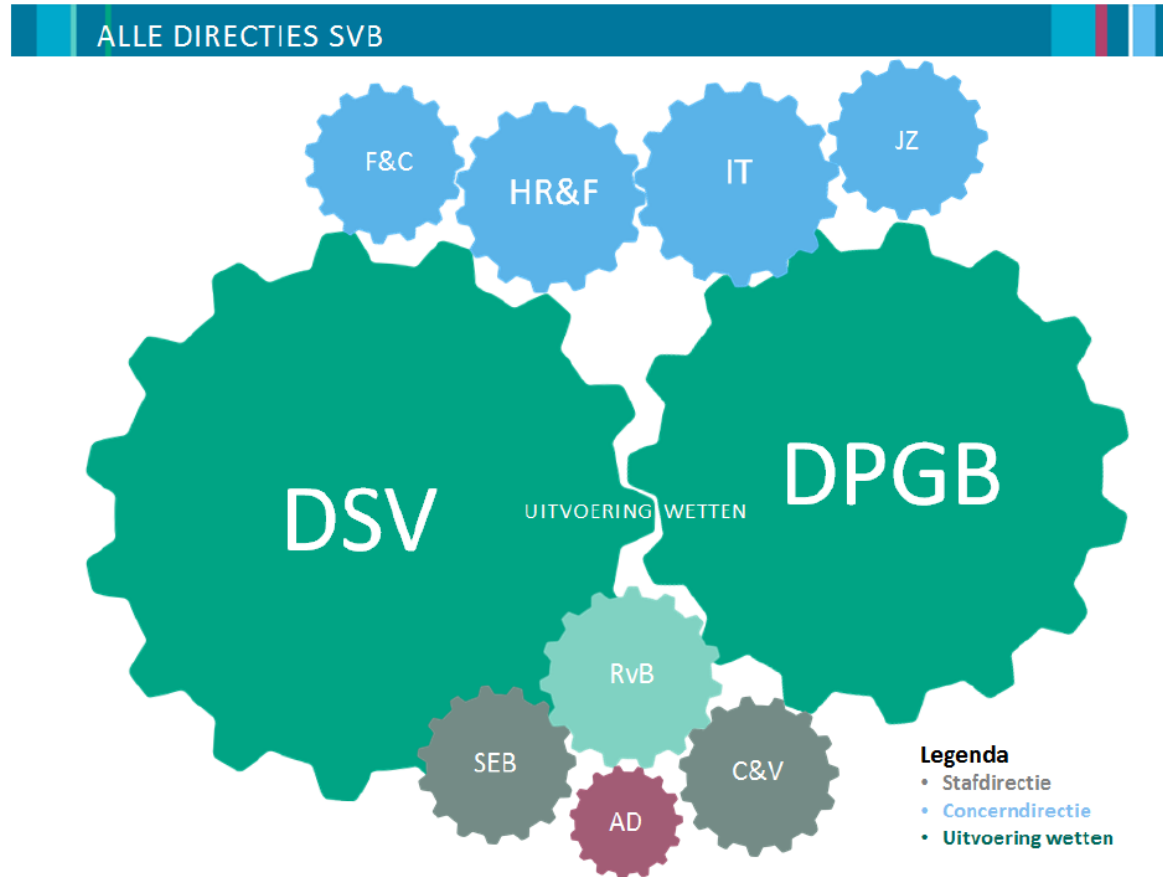 ALLE DIRECTIES SVB
F&C
HR&F
IT
JZ
DSV
DPGB
UITVOERING WETTEN
RvB
SEB
C&V
AD
Legenda
• Stafdirectie
• Concerndirectie
• Uitvoering wetten